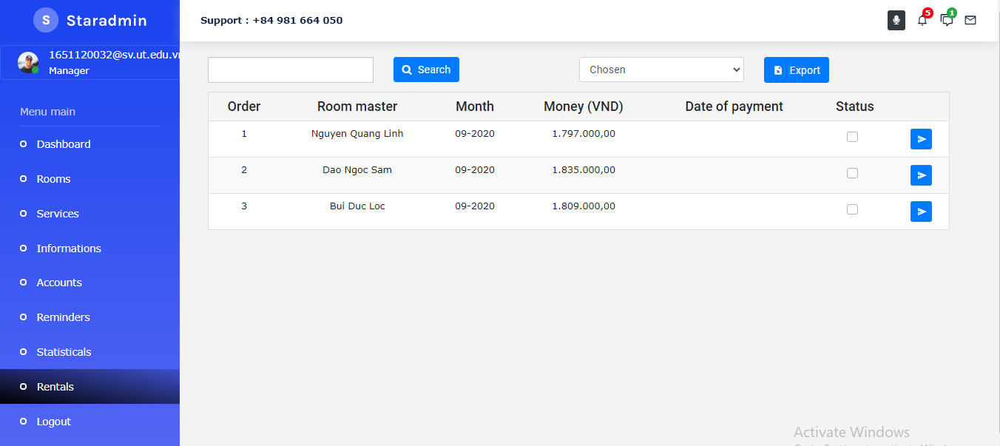 S Staradmin
Support : +84 981 664 050
5
1
1651120032@sv.ut.edu.vn
Manager
Menu main
Dashboard
Rooms
Services
Informations
Accounts
Reminders
Statisticals
Rentals
Logout
Search
Chosen
Export
Order Room master Month Money (VND) Date of payment Status
1 Nguyen Quang Linh 09-2020 1.797.000,00
2 Dao Ngoc Sam 09-2020 1.835.000,00
3 Bui Duc Loc 09-2020 1.809.000,00
Activate Windows